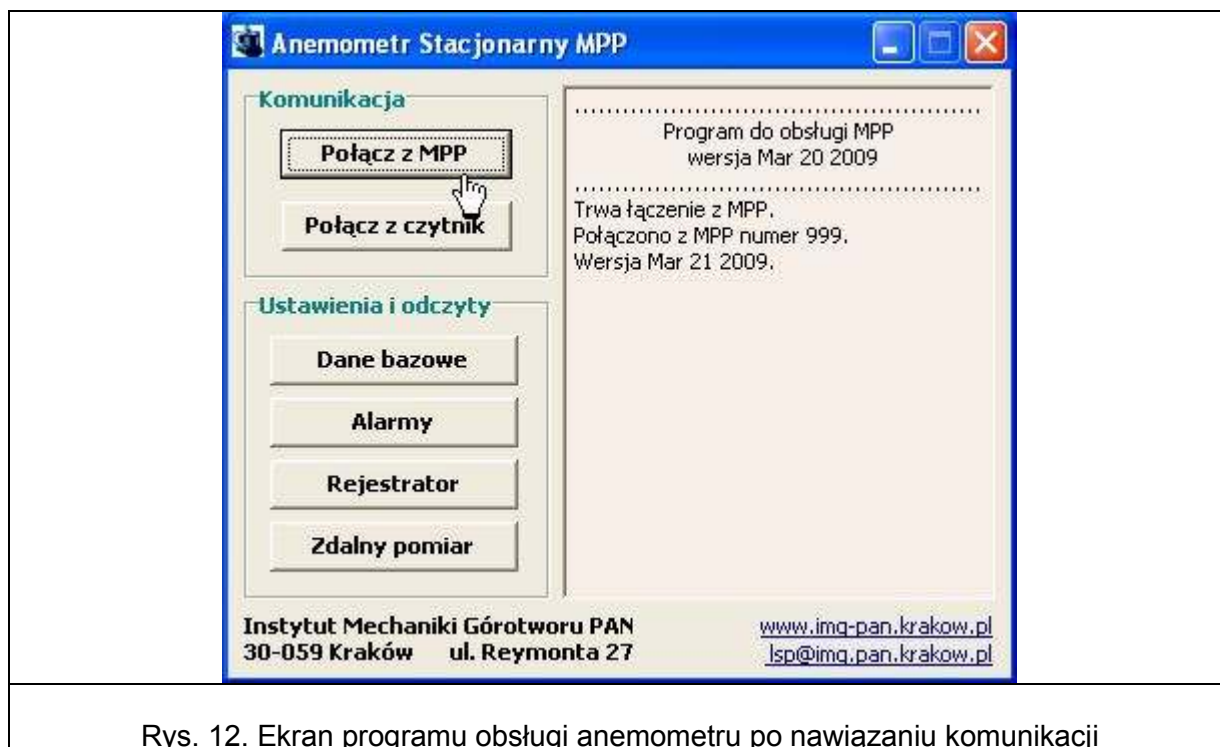 Anemometr Stacjonarny MPP
Komunikacja
Połącz z MPP
Połącz z czytnik
Ustawienia i odczyty
Dane bazowe
Alarmy
Rejestrator
Zdalny pomiar
Program do obsługi MPP
wersja Mar 20 2009
Trwa łączenie z MPP.
Połączono z MPP numer 999.
Wersja Mar 21 2009.
Instytut Mechaniki Górotworu PAN
30-059 Kraków ul. Reymonta 27
www.img-pan.krakow.pl
lsp@img.pan.krakow.pl
Rys. 12. Ekran programu obsługi anemometru po nawiązaniu komunikacji